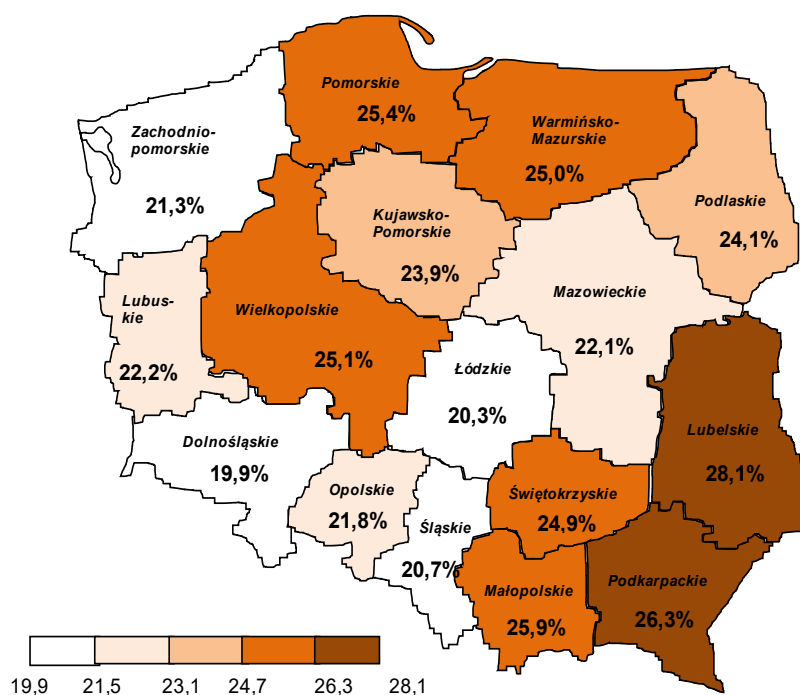 Pomorskie
25,4%
Warmińsko-
Mazurskie
25,0%
Zachodnio-
pomorskie
21,3%
Podlaskie
24,1%
Kujawsko-
Pomorskie
23,9%
Mazowieckie
22,1%
Lubus-
kie
22,2%
Wielkopolskie
25,1%
Łódzkie
20,3%
Lubelskie
28,1%
Dolnośląskie
19,9%
Opolskie
21,8%
Śląskie
20,7%
Świętokrzyskie
24,9%
Małopolskie
25,9%
Podkarpackie
26,3%
19,9 21,5 23,1 24,7 26,3 28,1